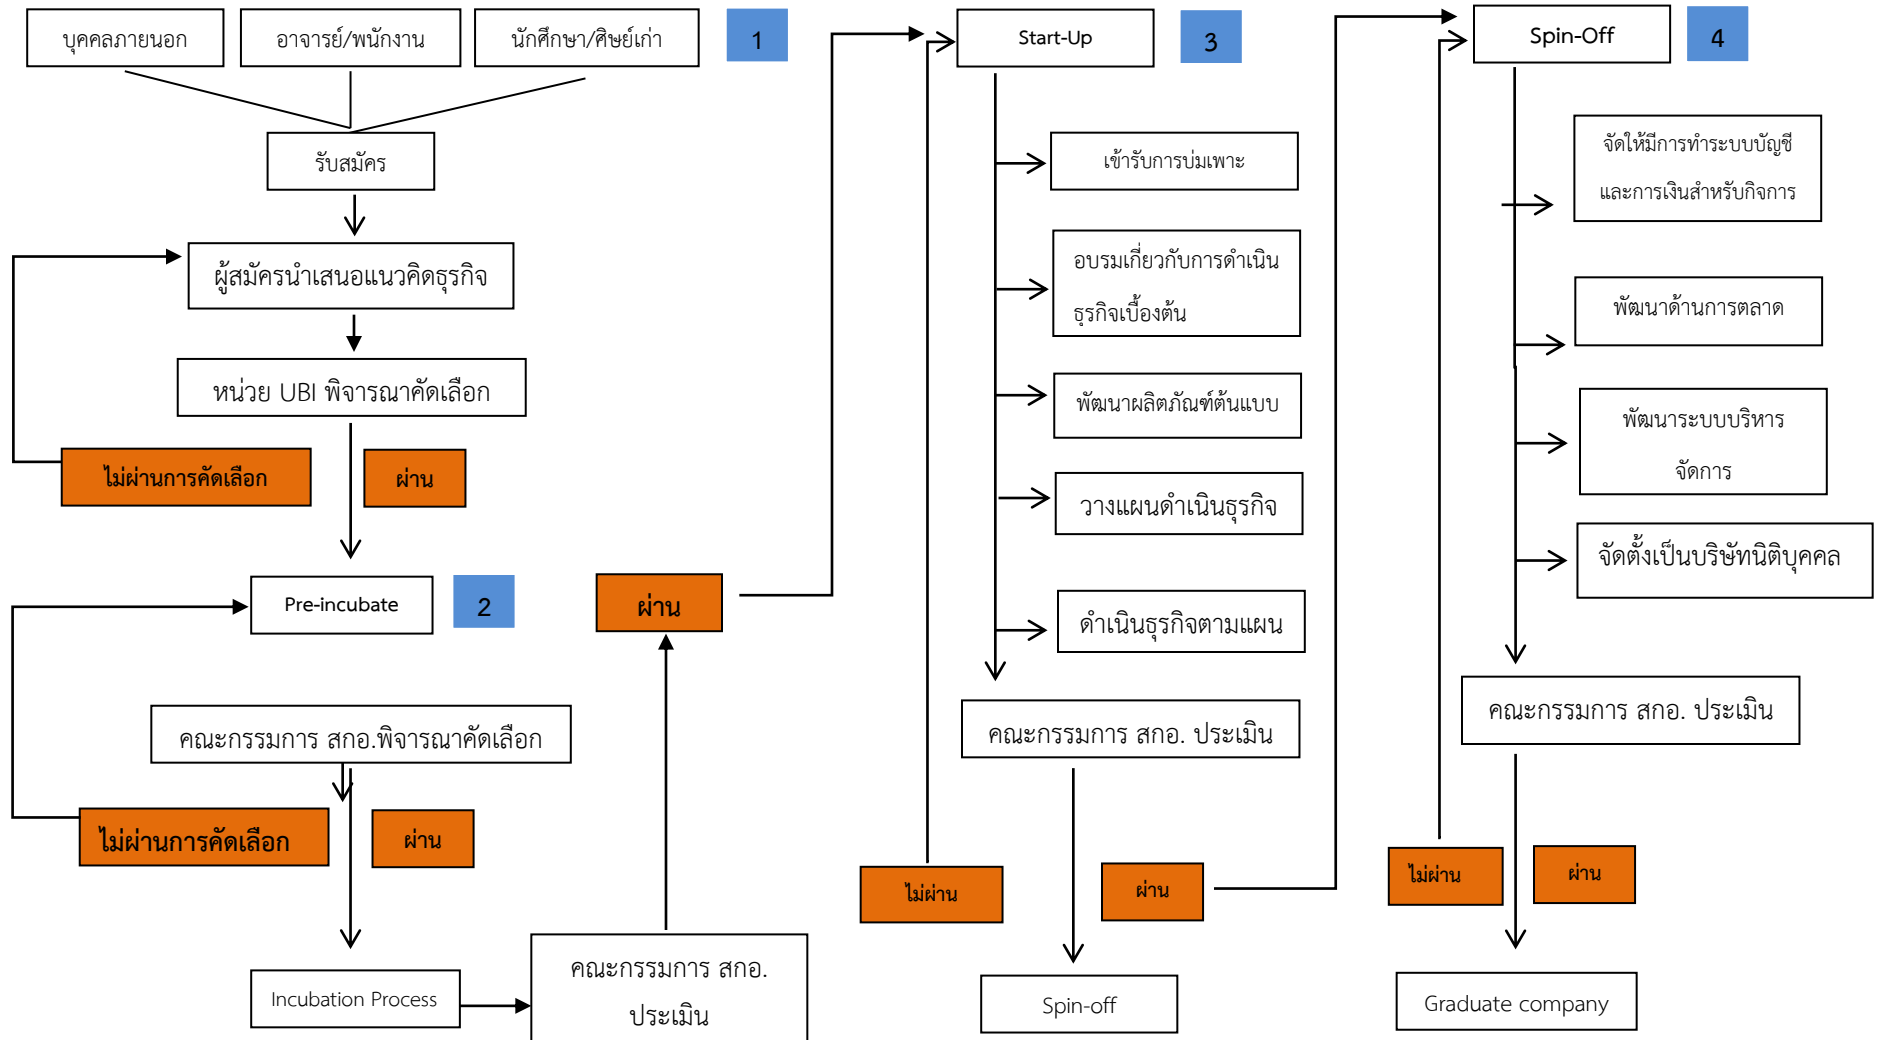 บุคคลภายนอก
อาจารย์/พนักงาน
นักศึกษา/ศิษย์เก่า
1
รับสมัคร
ผู้สมัครนำเสนอแนวคิดธุรกิจ
หน่วย UBI พิจารณาคัดเลือก
ไม่ผ่านการคัดเลือก
ผ่าน
Pre-incubate
2
คณะกรรมการ สกอ.พิจารณาคัดเลือก
ไม่ผ่านการคัดเลือก
ผ่าน
Incubation Process
คณะกรรมการ สกอ.
ประเมิน
ผ่าน
Start-Up
3
เข้ารับการบ่มเพาะ
อบรมเกี่ยวกับการดำเนิน
ธุรกิจเบื้องต้น
พัฒนาผลิตภัณฑ์ต้นแบบ
วางแผนดำเนินธุรกิจ
ดำเนินธุรกิจตามแผน
คณะกรรมการ สกอ. ประเมิน
ไม่ผ่าน
ผ่าน
Spin-off
Spin-Off
4
จัดให้มีการทำระบบบัญชี
และการเงินสำหรับกิจการ
พัฒนาด้านการตลาด
พัฒนาระบบบริหาร
จัดการ
จัดตั้งเป็นบริษัทนิติบุคคล
คณะกรรมการ สกอ. ประเมิน
ไม่ผ่าน
ผ่าน
Graduate company